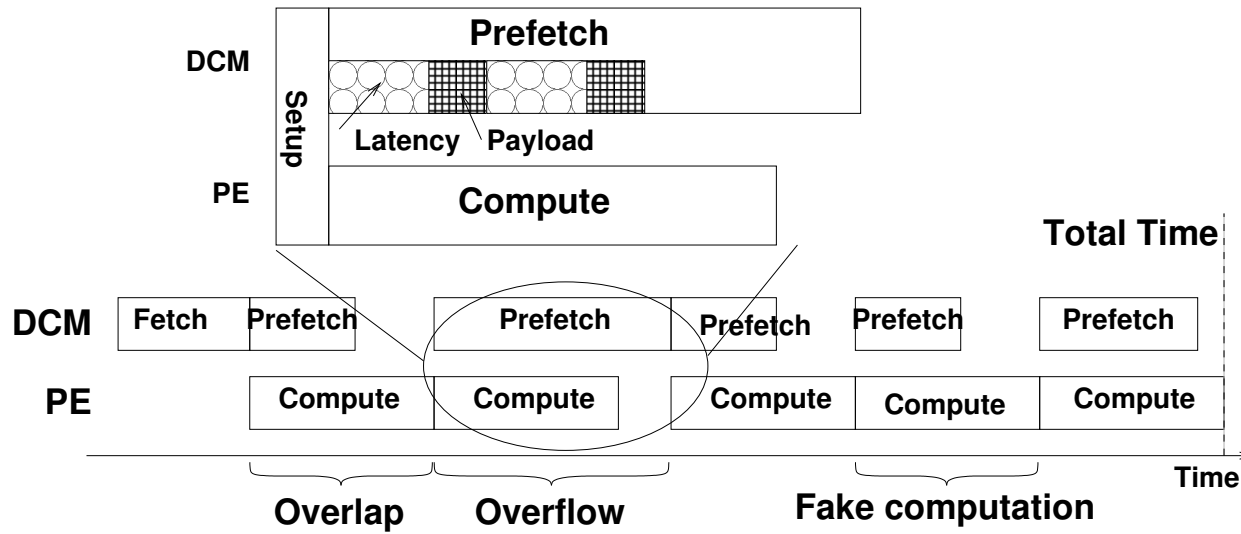 Prefetch
DCM
Setup
Latency Payload
PE
Compute
Total Time
DCM
Fetch Prefetch Prefetch Prefetch Prefetch Prefetch
PE
Compute Compute Compute Compute Compute
Time
Overlap Overflow Fake computation